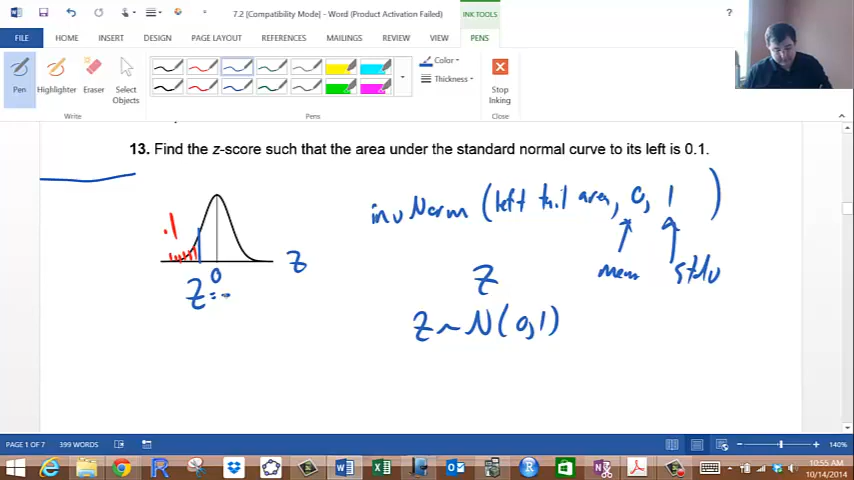 7.2 [Compatibility Mode] - Word (Product Activation Failed)
INK TOOLS
?
FILE
HOME
INSERT
DESIGN
PAGE LAYOUT
REFERENCES
MAILINGS
REVIEW
VIEW
PENS
Pen
Highlighter
Eraser
Select
Objects
Color
Thickness
Stop
Inking
Write
Pens
Close
13. Find the z-score such that the area under the standard normal curve to its left is 0.1.
invNorm (left tail area, 0, 1 )
.1
mean
stdv
0
Z
Z = -
Z
Z ~ N(0,1)
PAGE 1 OF 7
399 WORDS
140%
10:55 AM
10/14/2014